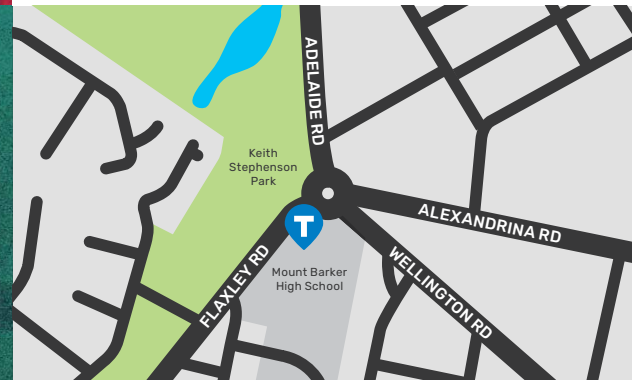 ADELAIDE RD
Keith
Stephenson
Park
ALEXANDRINA RD
T
FLAXLEY RD
WELLINGTON RD
Mount Barker
High School